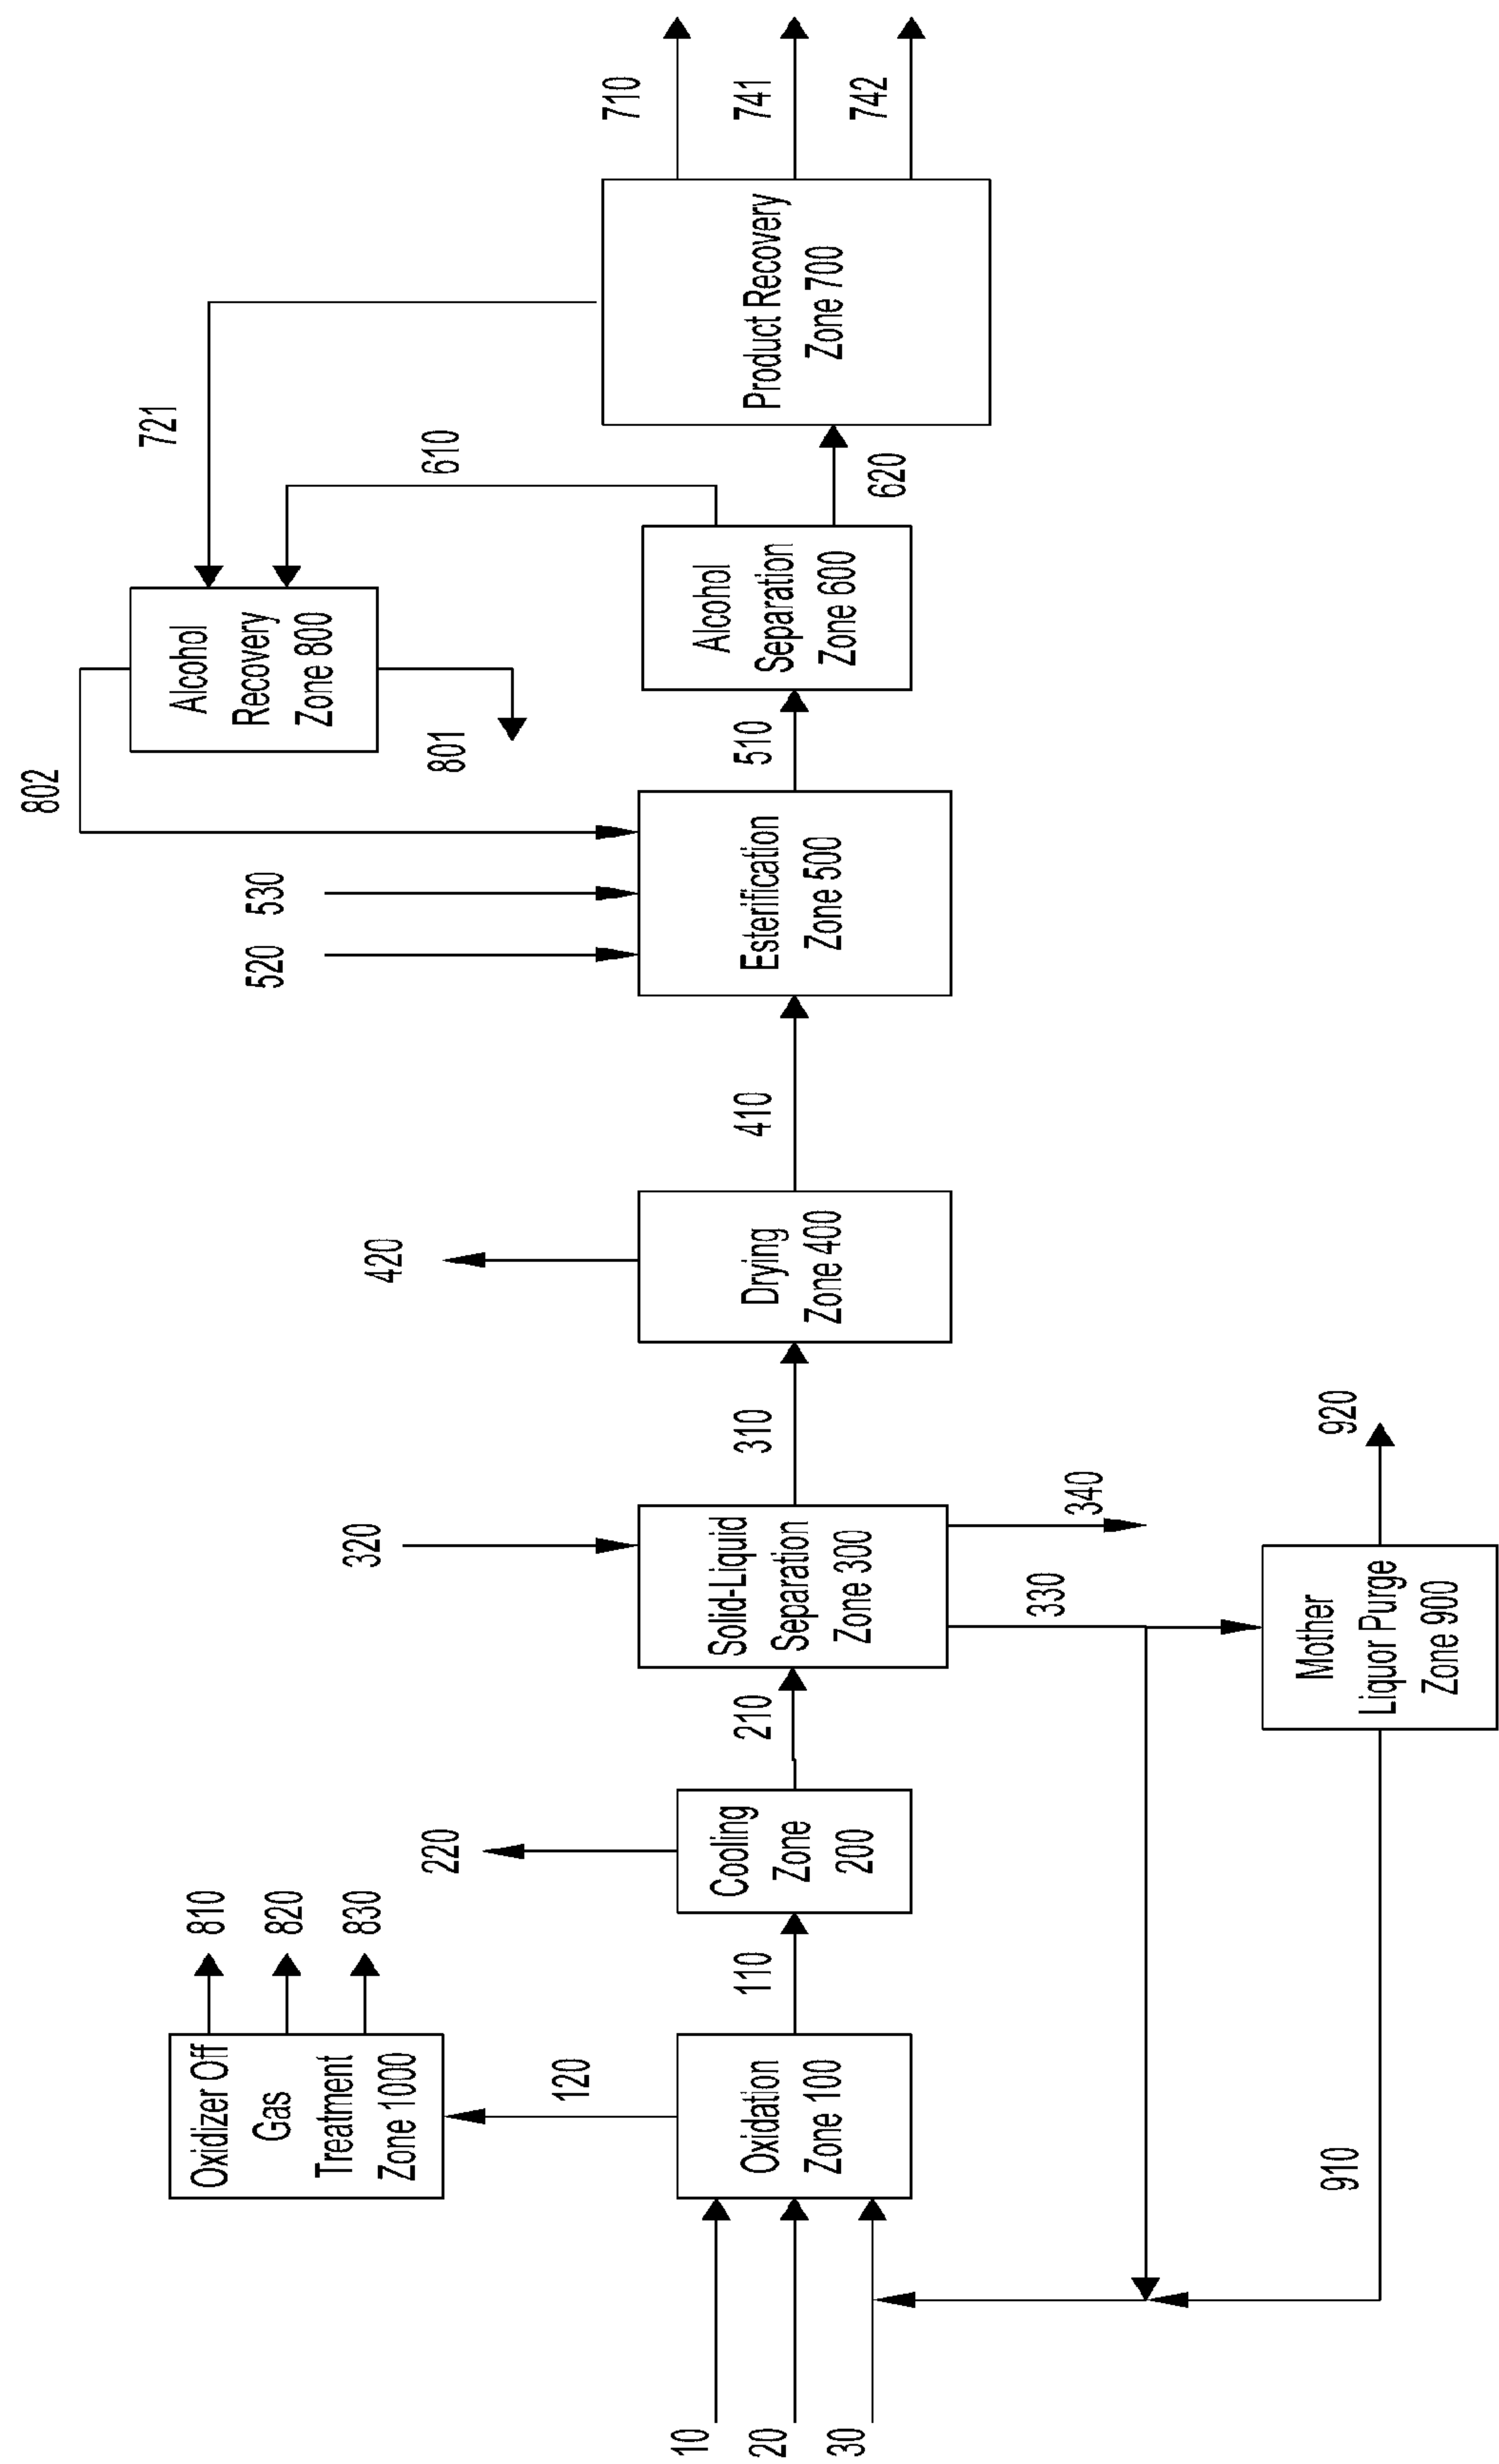 802
721
Alcohol
Recovery
Zone 800
801
610
710
741
742
Product Recovery
Zone 700
620
Alcohol
Separation
Zone 600
510
530
520
Esterification
Zone 500
410
420
Drying
Zone 400
310
320
Solid-Liquid
Separation
Zone 300
340
330
920
Mother
Liquor Purge
Zone 900
910
210
220
Cooling
Zone
200
110
810
820
830
Oxidizer Off
Gas
Treatment
Zone 1000
120
Oxidation
Zone 100
10
20
30